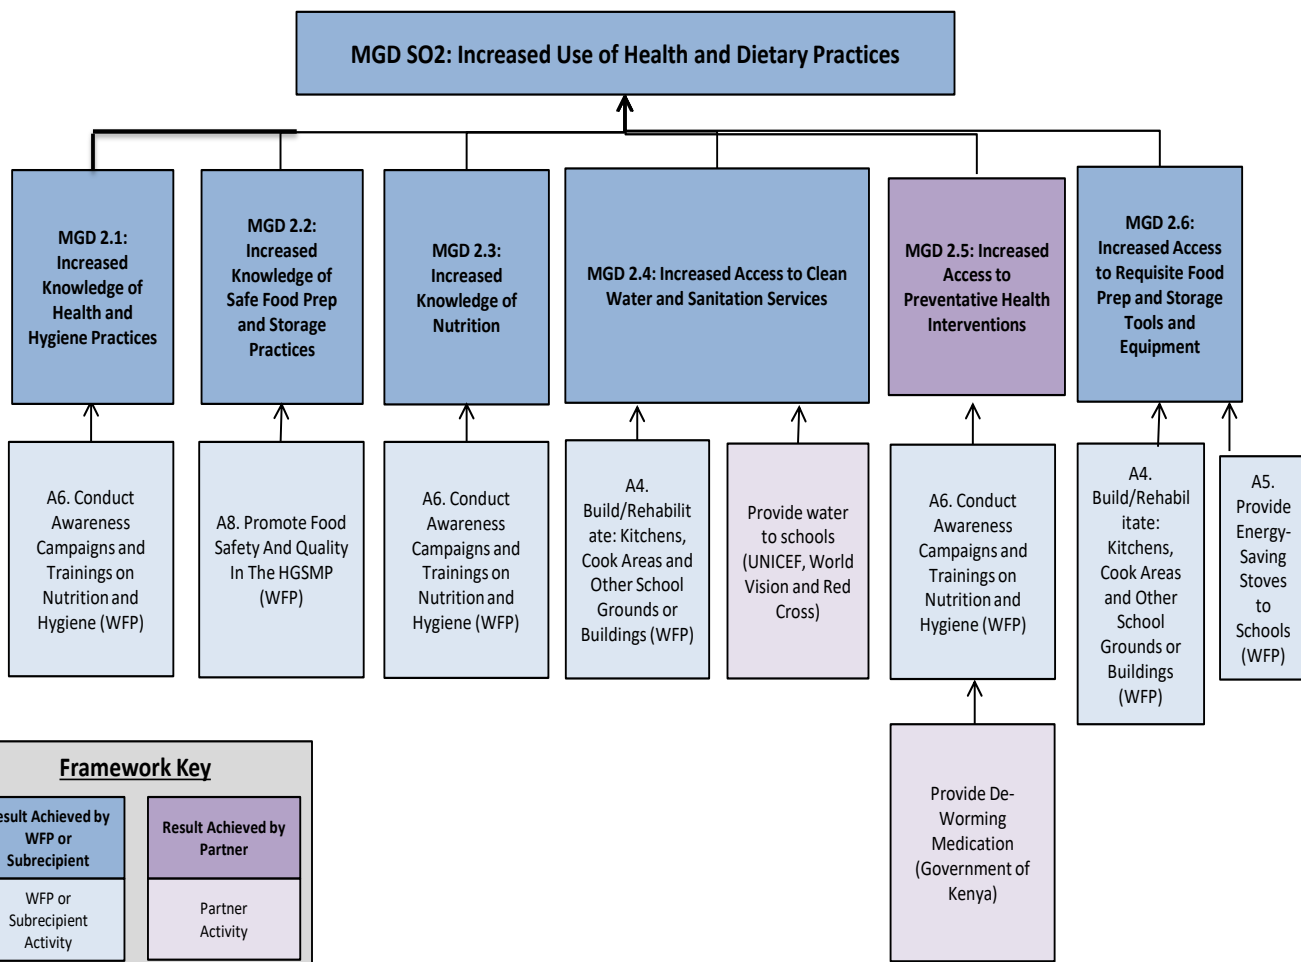 MGD SO2: Increased Use of Health and Dietary Practices
MGD 2.1:
Increased
Knowledge of
Health and
Hygiene Practices
MGD 2.2:
Increased
Knowledge of
Safe Food Prep
and Storage
Practices
MGD 2.3:
Increased
Knowledge of
Nutrition
MGD 2.4: Increased Access to Clean
Water and Sanitation Services
MGD 2.5: Increased
Access to
Preventative Health
Interventions
MGD 2.6:
Increased Access
to Requisite Food
Prep and Storage
Tools and
Equipment
A6. Conduct
Awareness
Campaigns and
Trainings on
Nutrition and
Hygiene (WFP)
A8. Promote Food
Safety And Quality
In The HGSMP
(WFP)
A6. Conduct
Awareness
Campaigns and
Trainings on
Nutrition and
Hygiene (WFP)
A4.
Build/Rehabilit
ate: Kitchens,
Cook Areas and
Other School
Grounds or
Buildings (WFP)
Provide water
to schools
(UNICEF, World
Vision and Red
Cross)
A6. Conduct
Awareness
Campaigns and
Trainings on
Nutrition and
Hygiene (WFP)
A4.
Build/Rehabil
itate:
Kitchens,
Cook Areas
and Other
School
Grounds or
Buildings
(WFP)
A5.
Provide
Energy-
Saving
Stoves to
Schools
(WFP)
Provide De-
Worming
Medication
(Government of
Kenya)
Framework Key
esult Achieved by
WFP or
Subrecipient
Result Achieved by
Partner
WFP or
Subrecipient
Activity
Partner
Activity